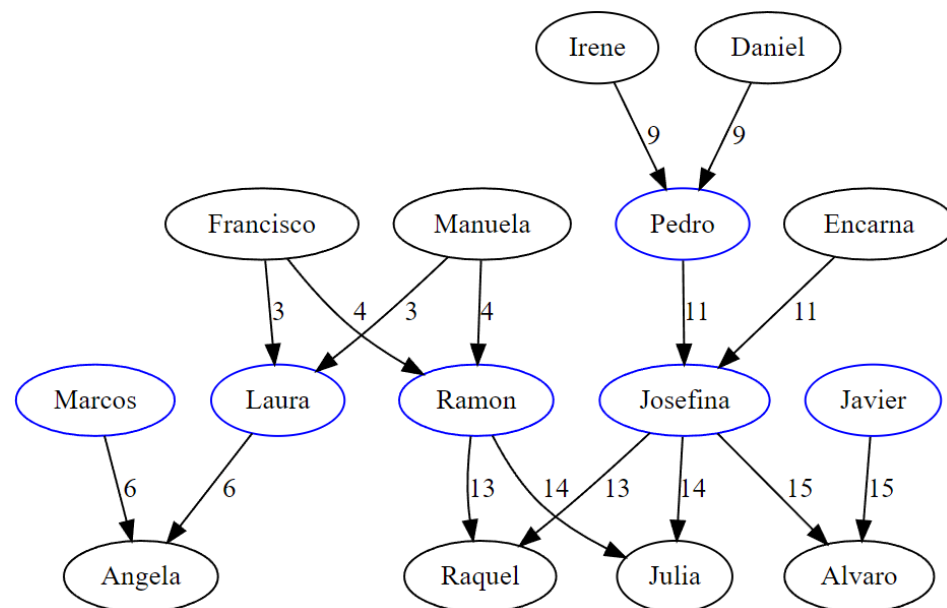 Irene
Daniel
9
9
Francisco
Manuela
Pedro
Encarna
3
4
3
4
11
11
Marcos
Laura
Ramon
Josefina
Javier
6
6
13
14
13
14
15
15
Angela
Raquel
Julia
Alvaro